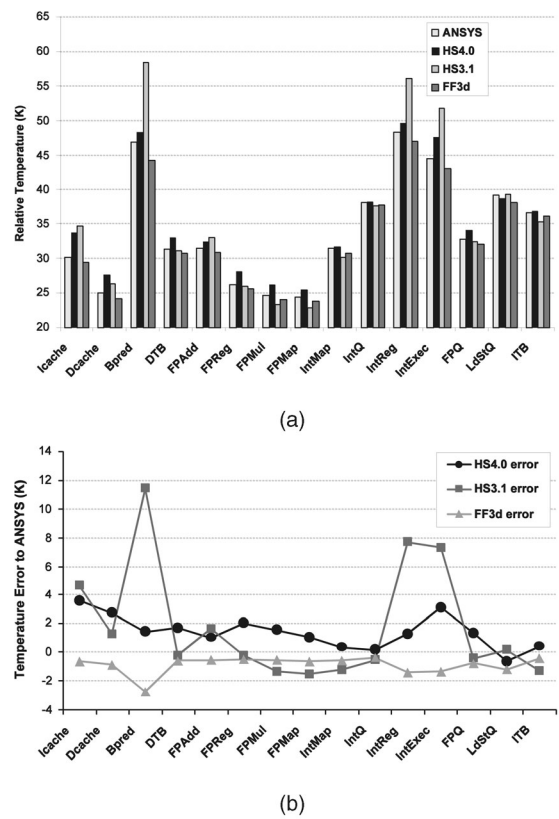 65
60
55
50
45
40
35
30
25
20
Relative Temperature (K)
ANSYS
HS4.0
HS3.1
FF3d
Icache
Dcache
Bpred
DTB
FPAdd
FPReg
FPMul
FPMap
IntMap
IntQ
IntReg
IntExec
FPQ
LdStQ
ITB
(a)
14
12
10
8
6
4
2
0
-2
-4
Temperature Error to ANSYS (K)
HS4.0 error
HS3.1 error
FF3d error
Icache
Dcache
Bpred
DTB
FPAdd
FPReg
FPMul
FPMap
IntMap
IntQ
IntReg
IntExec
FPQ
LdStQ
ITB
(b)